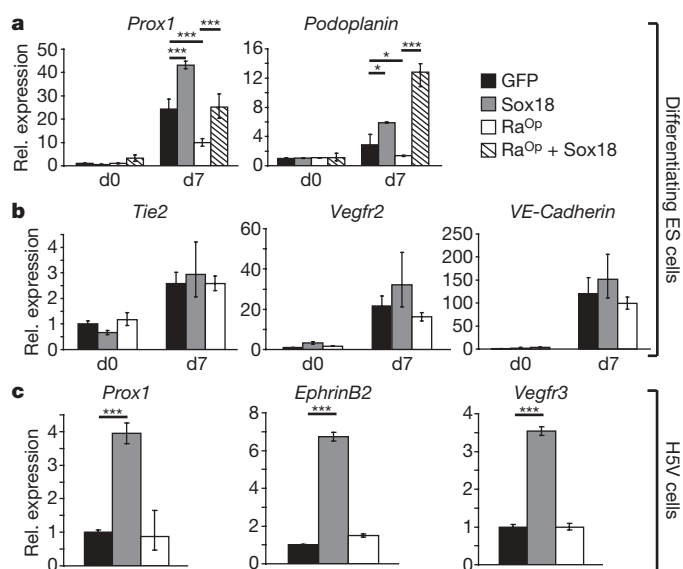 a
Prox1
Podoplanin
Rel. expression
50
40
30
20
10
0
***
***
***
d0
d7
16
12
8
4
0
*
*
***
d0
d7
GFP
Sox18
Ra^Op
Ra^Op + Sox18
Differentiating ES cells
b
Tie2
Vegfr2
VE-Cadherin
Rel. expression
4
3
2
1
0
d0
d7
60
40
20
0
d0
d7
250
200
150
100
50
0
d0
d7
c
Prox1
EphrinB2
Vegfr3
Rel. expression
4
3
2
1
0
***
8
6
4
2
0
***
4
3
2
1
0
***
H5V cells